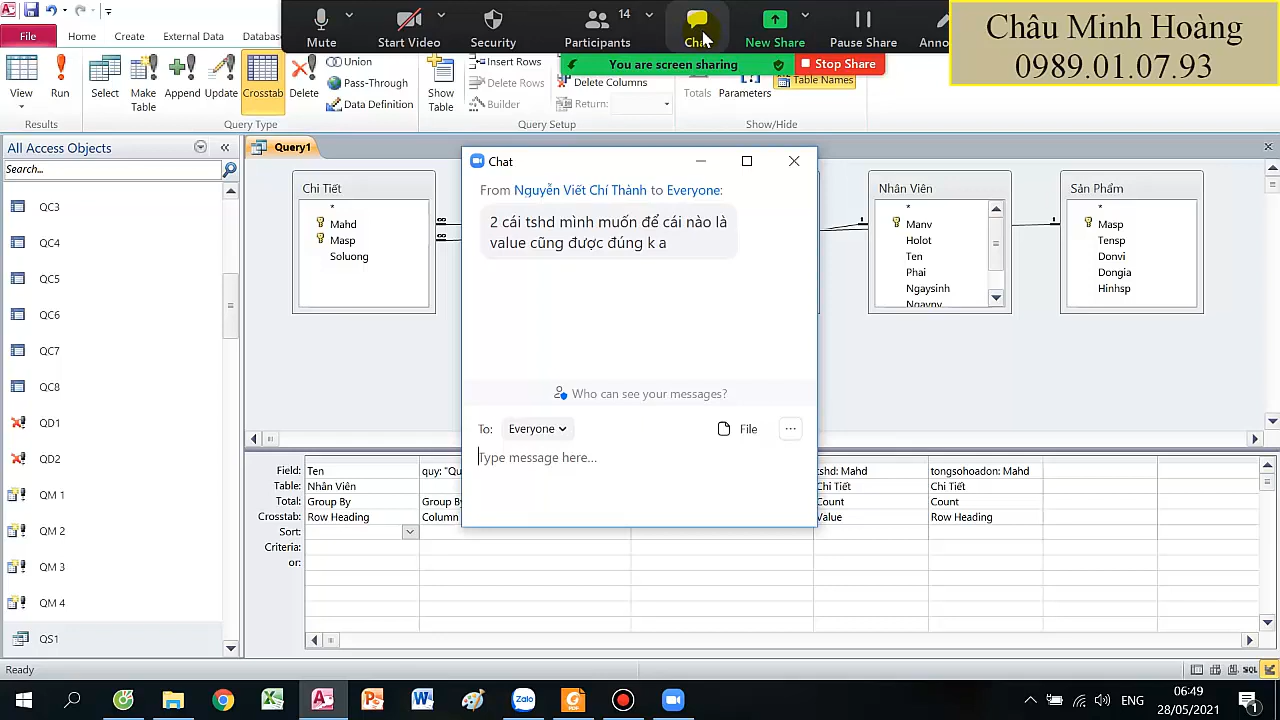 Mute
Start Video
Security
Participants
14
Chat
New Share
Pause Share
Anno
Châu Minh Hoàng
0989.01.07.93
You are screen sharing
Stop Share
File
Home
Create
External Data
Databas
View
Run
Select
Make Table
Append
Update
Crosstab
Delete
Union
Pass-Through
Data Definition
Show Table
Insert Rows
Delete Rows
Builder
Delete Columns
Return:
Totals
Parameters
Table Names
Results
Query Type
Query Setup
Show/Hide
All Access Objects
Search...
QC3
QC4
QC5
QC6
QC7
QC8
QD1
QD2
QM 1
QM 2
QM 3
QM 4
QS1
Query1
Chi Tiết
*
Mahd
Masp
Soluong
Nhân Viên
*
Manv
Holot
Ten
Phai
Ngaysinh
Ngaynv
Sản Phẩm
*
Masp
Tensp
Donvi
Dongia
Hinhsp
Chat
From Nguyễn Viết Chí Thành to Everyone:
2 cái tshd mình muốn để cái nào là
value cũng được đúng k a
Who can see your messages?
To: Everyone
File
Type message here...
Field: Ten quy: "Qu tshd: Mahd tongsohoadon: Mahd
Table: Nhân Viên Chi Tiết Chi Tiết
Total: Group By Group By Count Count
Crosstab: Row Heading Column Value Row Heading
Sort:
Criteria:
or:
Ready
SQL
Zalo
ENG
06:49
28/05/2021
1